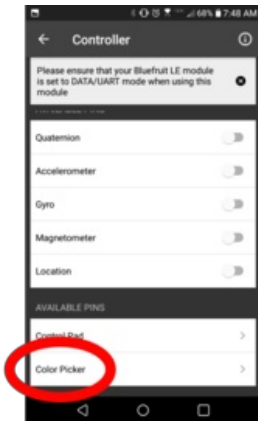 68% 7:48 AM
Controller
Please ensure that your Bluefruit LE module
is set to DATA/UART mode when using this
module
Quaternion
Accelerometer
Gyro
Magnetometer
Location
AVAILABLE PINS
Control Pad
Color Picker